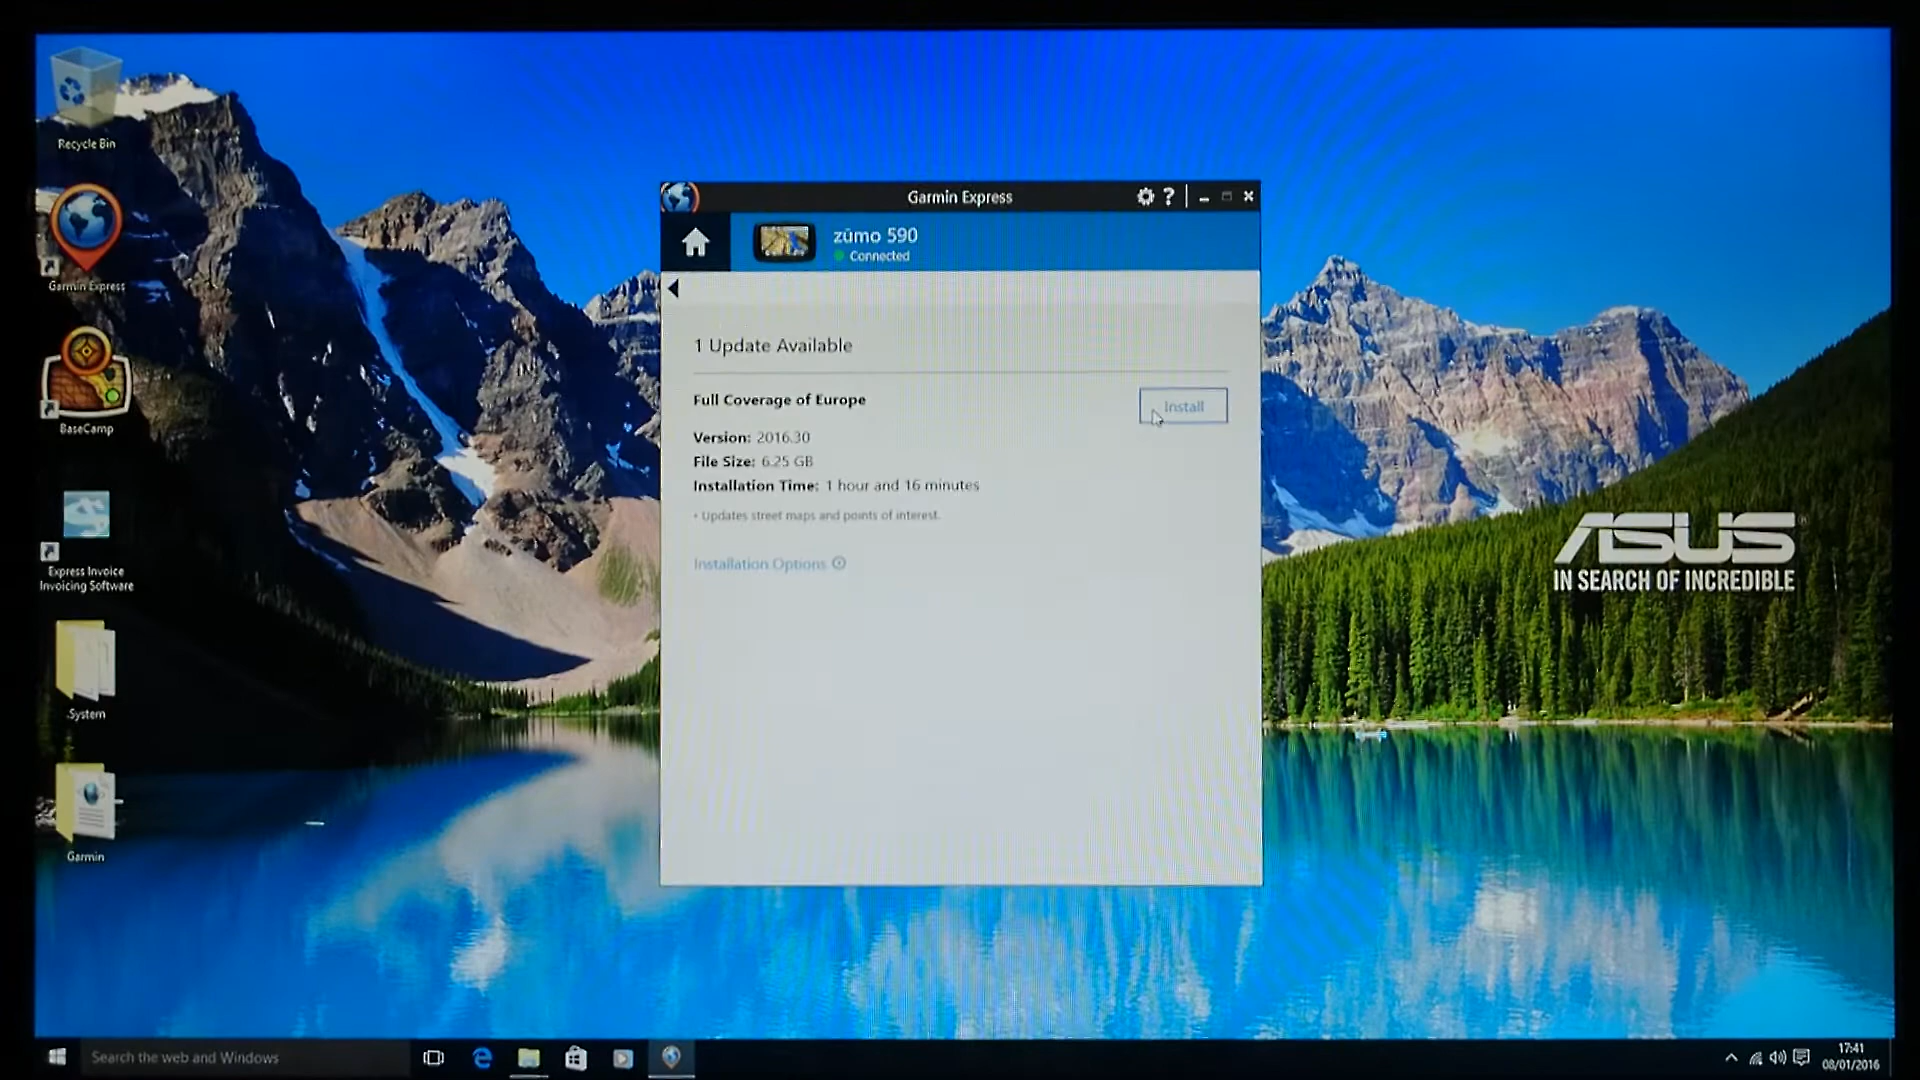 Recycle Bin
Garmin Express
BaseCamp
Express Invoice
Invoicing Software
System
Garmin
Garmin Express
?
zūmo 590
Connected
1 Update Available
Full Coverage of Europe
Install
Version: 2016.30
File Size: 6.25 GB
Installation Time: 1 hour and 16 minutes
• Updates street maps and points of interest.
Installation Options
ASUS
IN SEARCH OF INCREDIBLE
Search the web and Windows
17:41
08/01/2016